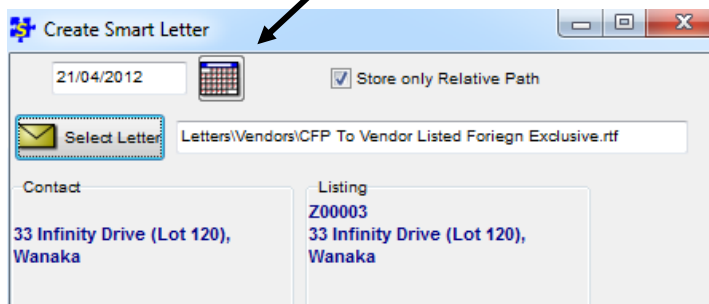 Create Smart Letter
21/04/2012
Store only Relative Path
Select Letter
Letters\Vendors\CFP To Vendor Listed Foriegn Exclusive.rtf
Contact
33 Infinity Drive (Lot 120),
Wanaka
Listing
Z00003
33 Infinity Drive (Lot 120),
Wanaka